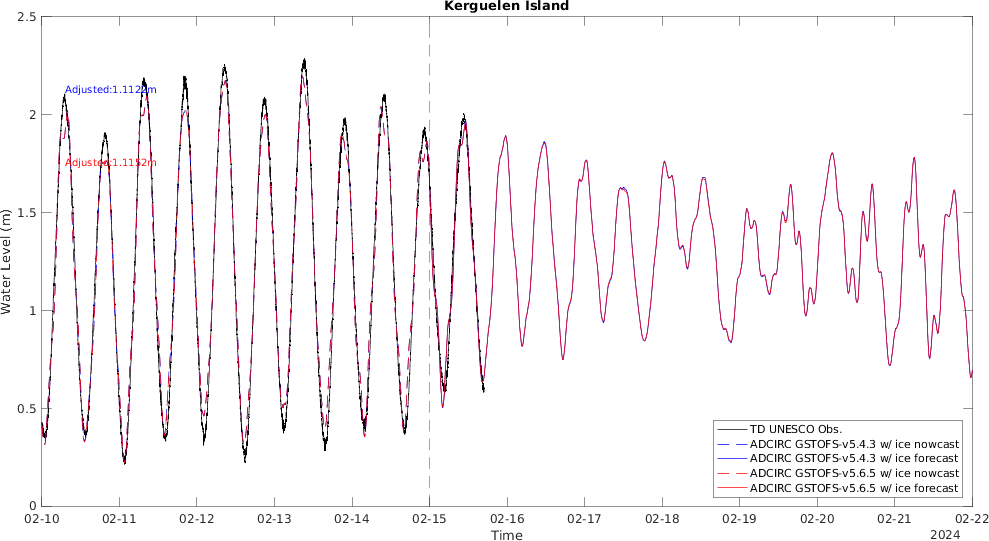 Kerguelen Island
2.5
2
1.5
1
0.5
0
Water Level (m)
Adjusted:1.1122m
Adjusted:1.1152m
TD UNESCO Obs.
ADCIRC GSTOFS-v5.4.3 w/ ice nowcast
ADCIRC GSTOFS-v5.4.3 w/ ice forecast
ADCIRC GSTOFS-v5.6.5 w/ ice nowcast
ADCIRC GSTOFS-v5.6.5 w/ ice forecast
02-10 02-11 02-12 02-13 02-14 02-15 02-16 02-17 02-18 02-19 02-20 02-21 02-22
Time
2024